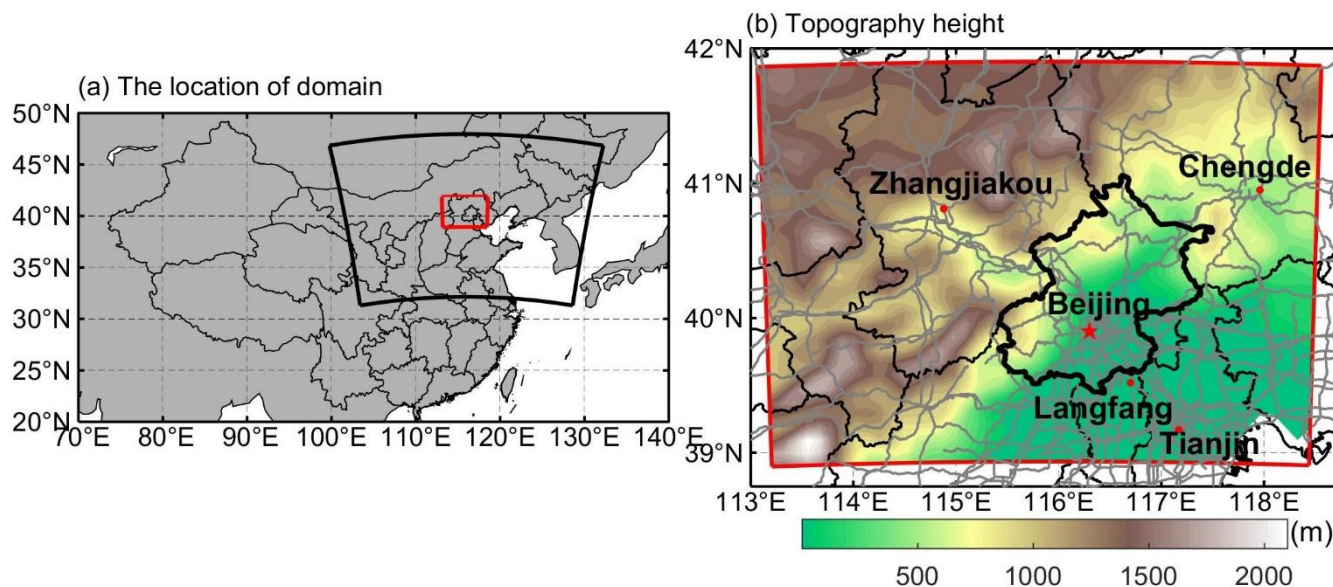 (a) The location of domain
50°N
45°N
40°N
35°N
30°N
25°N
20°N
70°E 80°E 90°E 100°E 110°E 120°E 130°E 140°E
(b) Topography height
42°N
41°N
40°N
39°N
Zhangjiakou
Chengde
Beijing
Langfang
Tianjin
113°E 114°E 115°E 116°E 117°E 118°E
(m)
500 1000 1500 2000